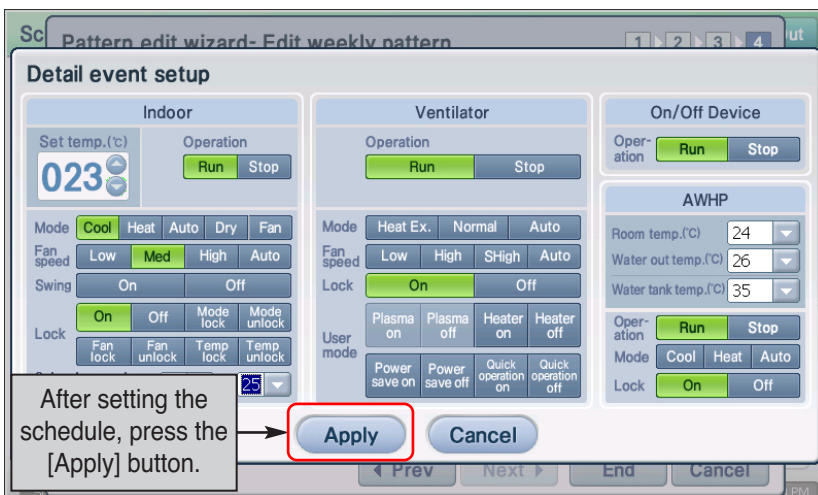 Sc
Pattern edit wizard- Edit weekly pattern
1 2 3 4
ut
Detail event setup
Indoor
Set temp.(℃)
023
Operation
Run Stop
Mode Cool Heat Auto Dry Fan
Fan speed Low Med High Auto
Swing On Off
Lock On Off Mode lock Mode unlock
Fan lock Fan unlock Temp lock Temp unlock
25
Ventilator
Operation
Run Stop
Mode Heat Ex. Normal Auto
Fan speed Low High SHigh Auto
Lock On Off
User mode Plasma on Plasma off Heater on Heater off
Power save on Power save off Quick operation on Quick operation off
On/Off Device
Oper-ation Run Stop
AWHP
Room temp.(℃) 24
Water out temp.(℃) 26
Water tank temp.(℃) 35
Oper-ation Run Stop
Mode Cool Heat Auto
Lock On Off
After setting the
schedule, press the
[Apply] button.
Apply Cancel
Prev Next End Cancel
PM